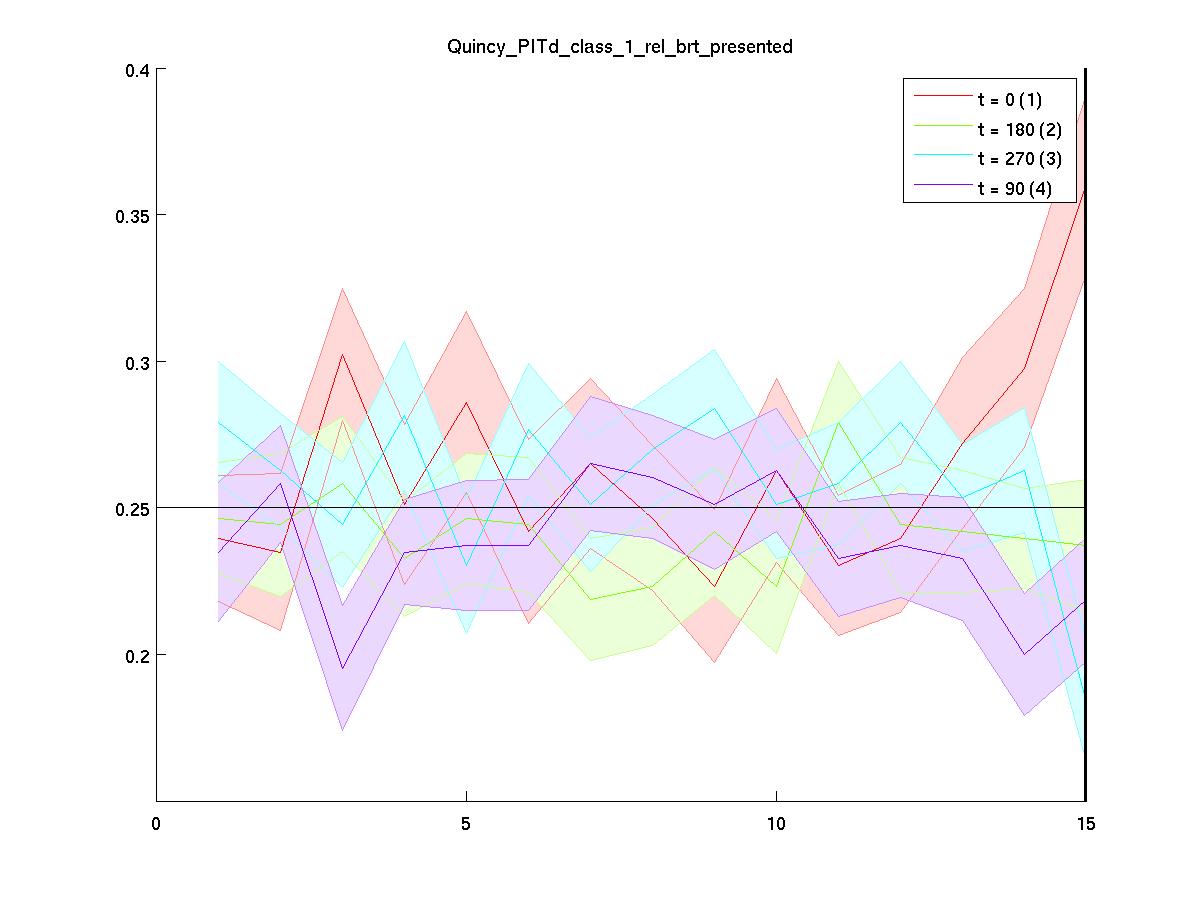 Quincy_PITd_class_1_rel_brt_presented
t = 0 (1)
t = 180 (2)
t = 270 (3)
t = 90 (4)
0.4
0.35
0.3
0.25
0.2
0
5
10
15